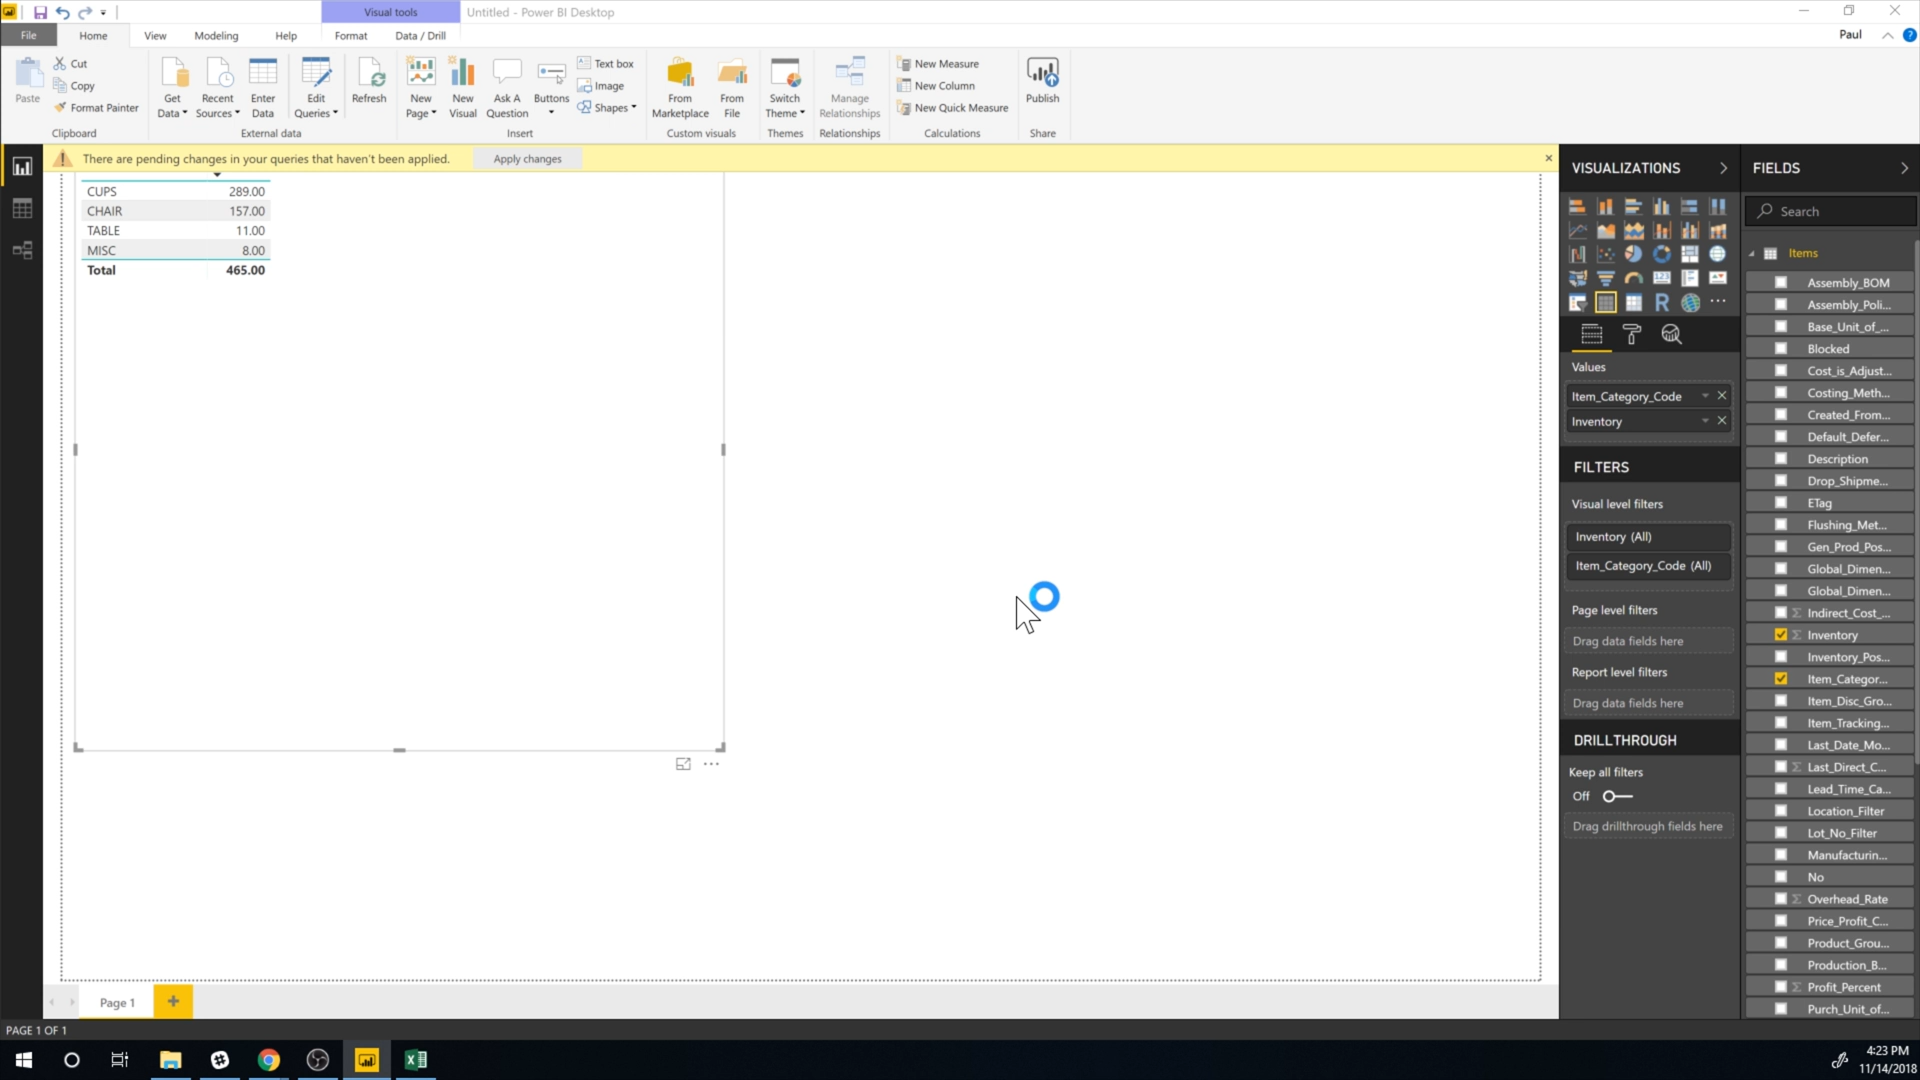 Visual tools
Untitled - Power BI Desktop
File
Home
View
Modeling
Help
Format
Data / Drill
Paul
Paste
Cut
Copy
Format Painter
Clipboard
Get Data
Recent Sources
Enter Data
Edit Queries
Refresh
External data
New Page
New Visual
Ask A Question
Buttons
Text box
Image
Shapes
Insert
From Marketplace
From File
Custom visuals
Switch Theme
Themes
Manage Relationships
Relationships
New Measure
New Column
New Quick Measure
Calculations
Publish
Share
There are pending changes in your queries that haven't been applied.
Apply changes
CUPS 289.00
CHAIR 157.00
TABLE 11.00
MISC 8.00
Total 465.00
VISUALIZATIONS
Values
Item_Category_Code
Inventory
FILTERS
Visual level filters
Inventory (All)
Item_Category_Code (All)
Page level filters
Drag data fields here
Report level filters
Drag data fields here
DRILLTHROUGH
Keep all filters
Off
Drag drillthrough fields here
FIELDS
Search
Items
Assembly_BOM
Assembly_Poli...
Base_Unit_of_...
Blocked
Cost_is_Adjust...
Costing_Meth...
Created_From...
Default_Defer...
Description
Drop_Shipme...
ETag
Flushing_Met...
Gen_Prod_Pos...
Global_Dimen...
Global_Dimen...
Indirect_Cost_...
Inventory
Inventory_Pos...
Item_Categor...
Item_Disc_Gro...
Item_Tracking...
Last_Date_Mo...
Last_Direct_C...
Lead_Time_Ca...
Location_Filter
Lot_No_Filter
Manufacturin...
No
Overhead_Rate
Price_Profit_C...
Product_Grou...
Production_B...
Profit_Percent
Purch_Unit_of...
Page 1
PAGE 1 OF 1
4:23 PM
11/14/2018